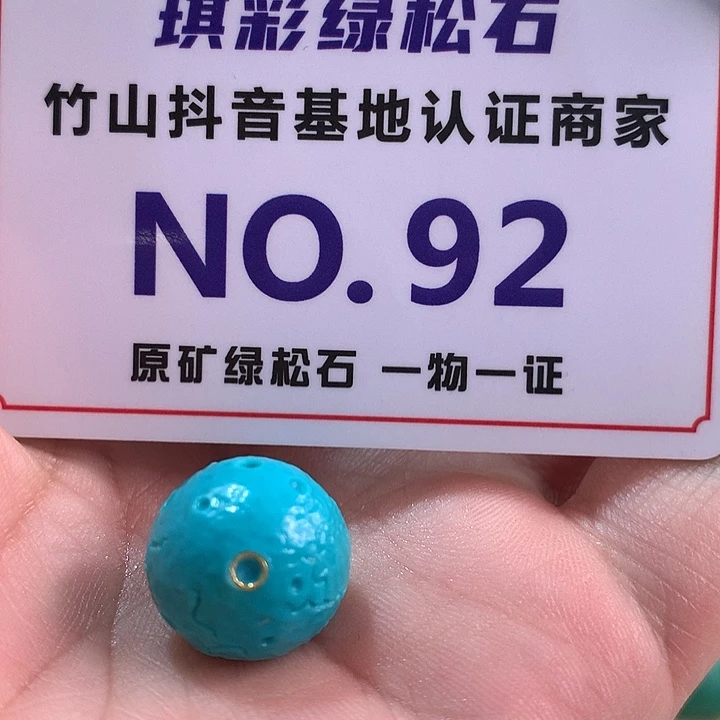 琪彩绿松石
竹山抖音基地认证商家
NO.92
原矿绿松石 一物一证